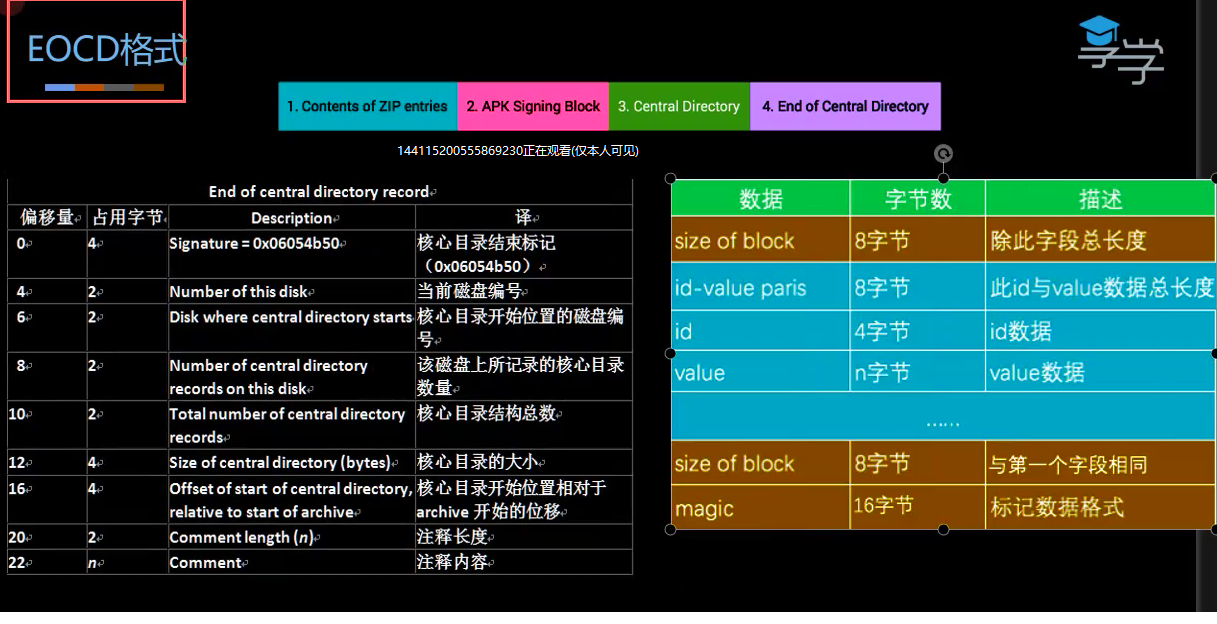 EOCD格式
享学
1. Contents of ZIP entries 2. APK Signing Block 3. Central Directory 4. End of Central Directory
144115200555869230正在观看(仅本人可见)
End of central directory record
偏移量 占用字节 Description 译
0 4 Signature = 0x06054b50 核心目录结束标记
（0x06054b50）
4 2 Number of this disk 当前磁盘编号
6 2 Disk where central directory starts 核心目录开始位置的磁盘编
号
8 2 Number of central directory 该磁盘上所记录的核心目录
records on this disk 数量
10 2 Total number of central directory 核心目录结构总数
records
12 4 Size of central directory (bytes) 核心目录的大小
16 4 Offset of start of central directory, 核心目录开始位置相对于
relative to start of archive archive 开始的位移
20 2 Comment length (n) 注释长度
22 n Comment 注释内容
数据 字节数 描述
size of block 8字节 除此字段总长度
id-value paris 8字节 此id与value数据总长度
id 4字节 id数据
value n字节 value数据
……
size of block 8字节 与第一个字段相同
magic 16字节 标记数据格式